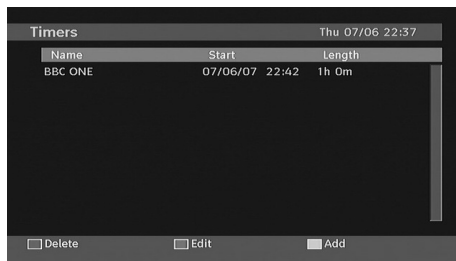 Timers Thu 07/06 22:37
Name Start Length
BBC ONE 07/06/07 22:42 1h 0m
Delete Edit Add